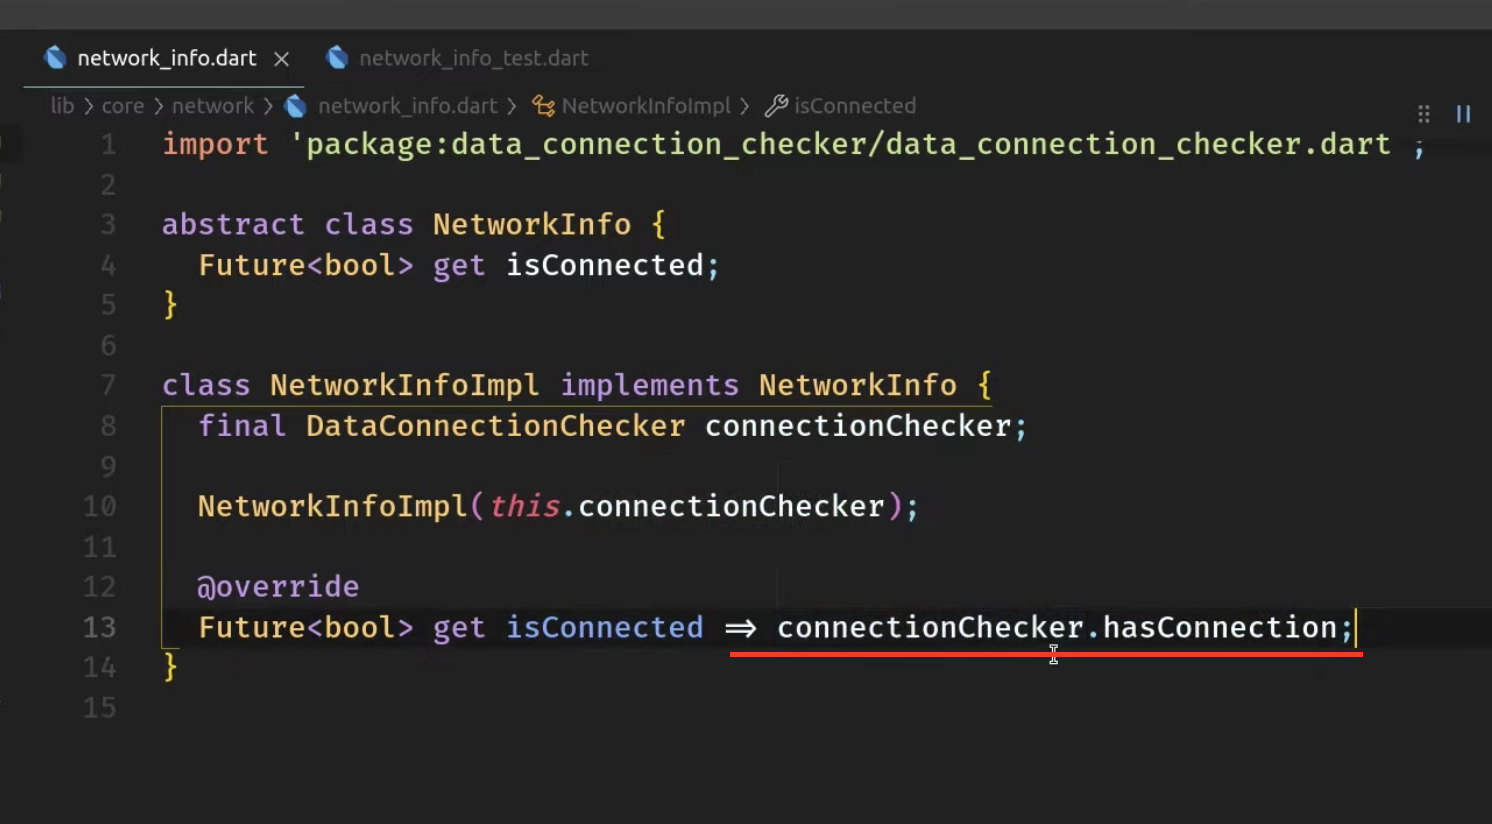 network_info.dart
network_info_test.dart
lib > core > network > network_info.dart > NetworkInfoImpl > isConnected
1 import 'package:data_connection_checker/data_connection_checker.dart';
2
3 abstract class NetworkInfo {
4 Future<bool> get isConnected;
5 }
6
7 class NetworkInfoImpl implements NetworkInfo {
8 final DataConnectionChecker connectionChecker;
9
10 NetworkInfoImpl(this.connectionChecker);
11
12 @override
13 Future<bool> get isConnected => connectionChecker.hasConnection;
14 }
15